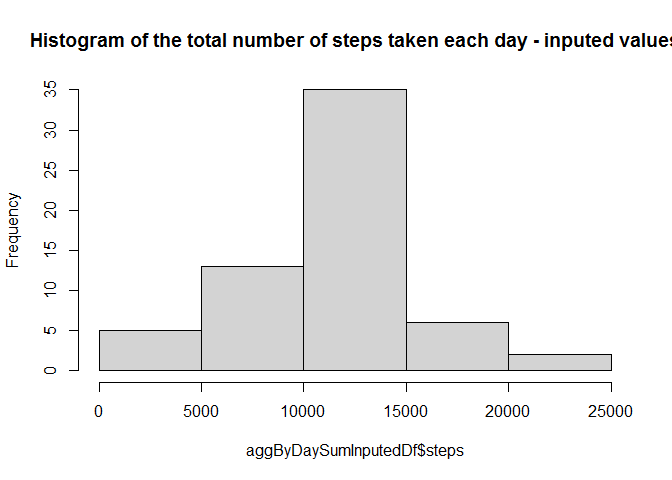 Histogram of the total number of steps taken each day - inputed values
Frequency
35
30
25
20
15
10
5
0
0 5000 10000 15000 20000 25000
aggByDaySumInputedDf$steps